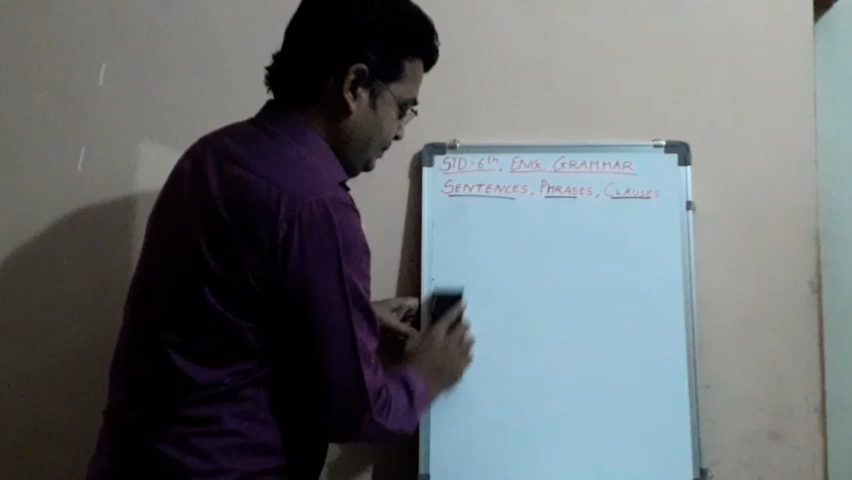 STD-6th. ENG. GRAMMAR
SENTENCES, PHRASES, CLAUSES